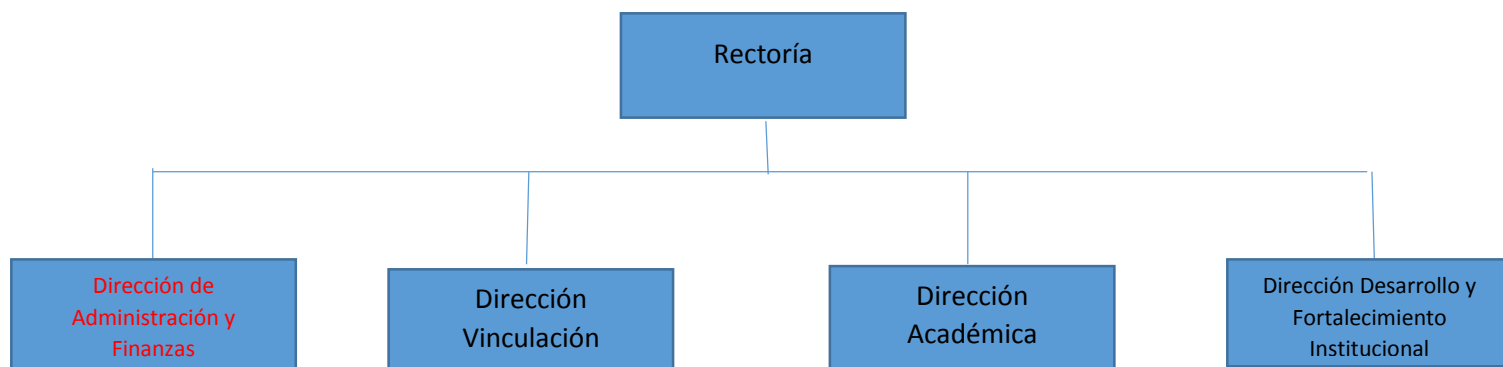 Rectoría
Dirección de
Administración y
Finanzas
Dirección
Vinculación
Dirección
Académica
Dirección Desarrollo y
Fortalecimiento
Institucional